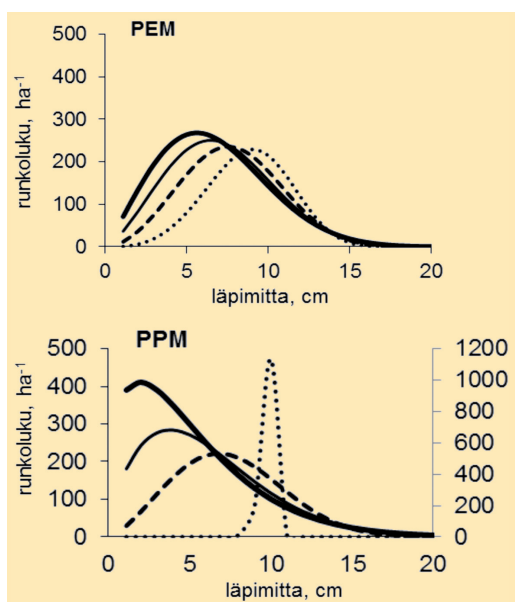 PEM
500
400
300
200
100
0
runkoluku, ha-1
0 5 10 15 20
läpimitta, cm
PPM
500 1200
400 1000
300 800
200 600
100 400
0 200
0
runkoluku, ha-1
0 5 10 15 20
läpimitta, cm